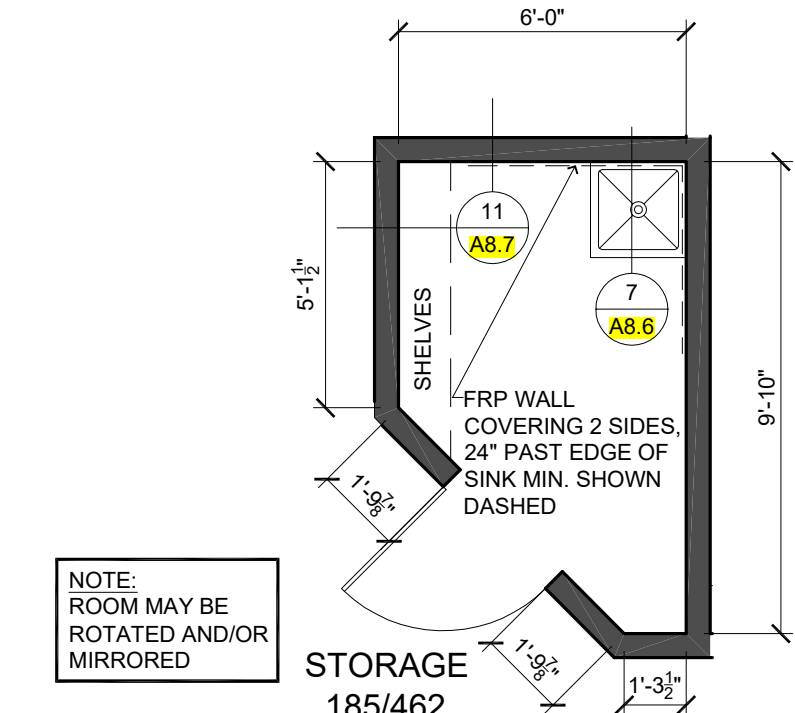 6'-0"
11
A8.7
5'-1½"
7
A8.6
SHELVES
9'-10"
FRP WALL
COVERING 2 SIDES,
24" PAST EDGE OF
SINK MIN. SHOWN
DASHED
1'-9⅞"
NOTE:
ROOM MAY BE
ROTATED AND/OR
MIRRORED
STORAGE
185/462
1'-9⅞"
1'-3½"